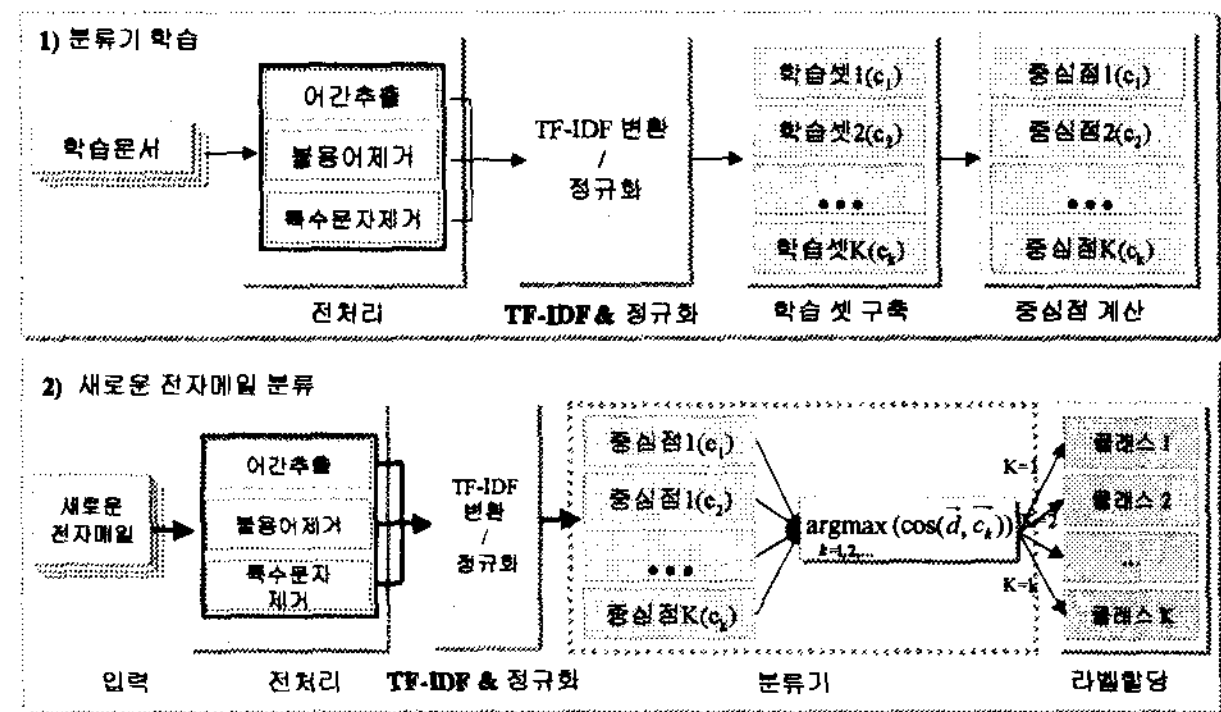 1) 분류기 학습
학습문서
어간추출
불용어제거
특수문자제거
TF-IDF 변환
/
정규화
학습셋1(c₁)
학습셋2(c₂)
...
학습셋K(cₖ)
중심점1(c₁)
중심점2(c₂)
...
중심점K(cₖ)
전처리
TF-IDF & 정규화
학습 셋 구축
중심점 계산
2) 새로운 전자메일 분류
새로운
전자메일
어간추출
불용어제거
특수문자
제거
TF-IDF
변환
/
정규화
중심점1(c₁)
중심점1(c₂)
...
중심점K(cₖ)
argmax (cos(d⃗, c⃗ₖ))
k=1,2,...
K=1
K=k
클래스 1
클래스 2
...
클래스 K
입력
전처리
TF-IDF & 정규화
분류기
라벨할당